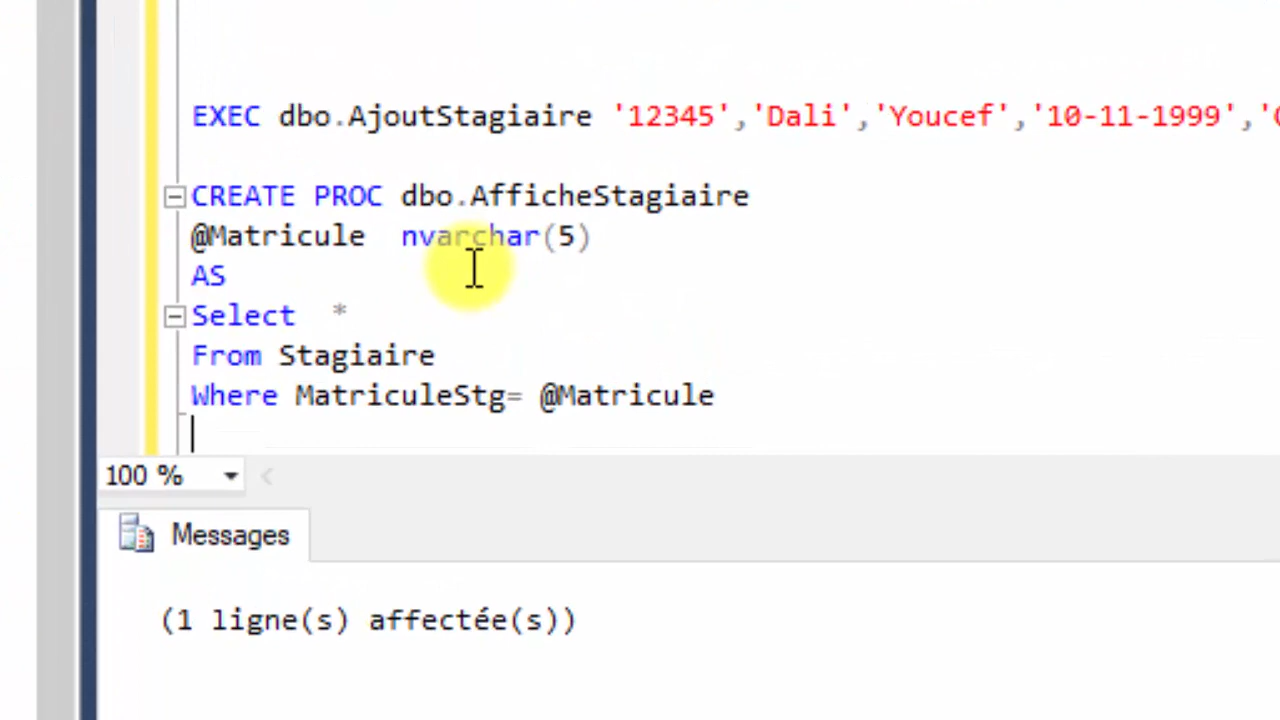 EXEC dbo.AjoutStagiaire '12345','Dali','Youcef','10-11-1999','
CREATE PROC dbo.AfficheStagiaire
@Matricule  nvarchar(5)
AS
Select  *
From Stagiaire
Where MatriculeStg= @Matricule
100 %
Messages
(1 ligne(s) affectée(s))